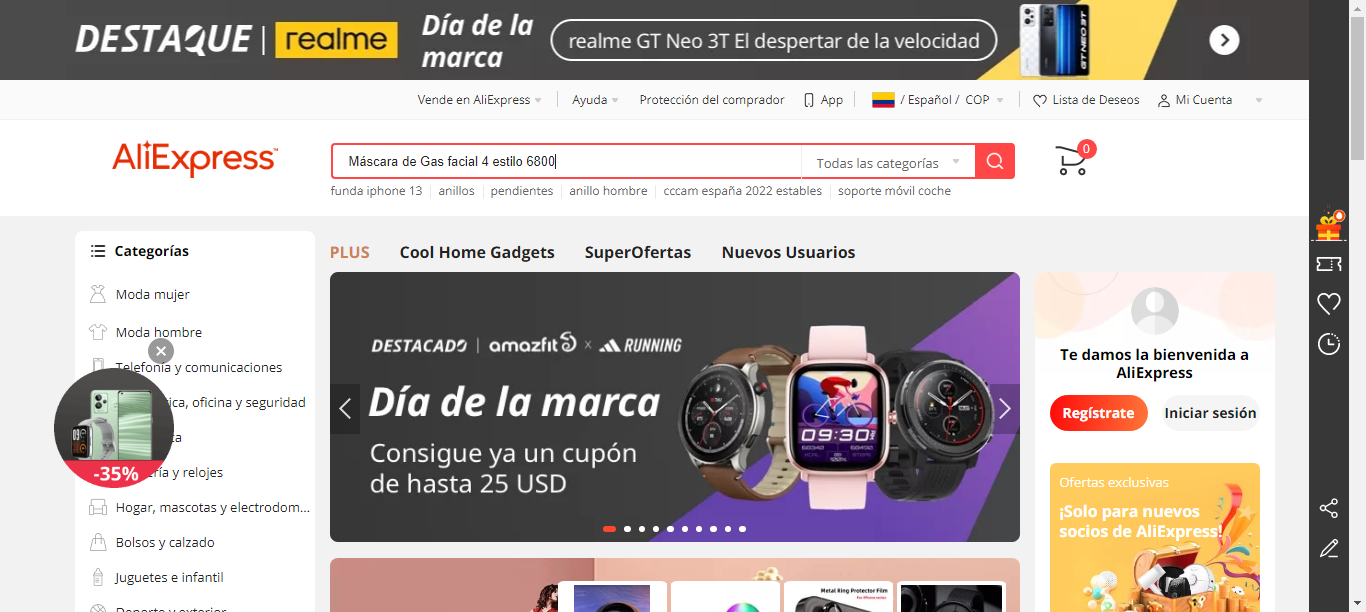 DESTAQUE | realme
Día de la
marca
realme GT Neo 3T El despertar de la velocidad
GT NEO 3T
Vende en AliExpress
Ayuda
Protección del comprador
App
/ Español / COP
Lista de Deseos
Mi Cuenta
AliExpress
Máscara de Gas facial 4 estilo 6800
Todas las categorías
0
funda iphone 13
anillos
pendientes
anillo hombre
cccam españa 2022 estables
soporte móvil coche
Categorías
Moda mujer
Moda hombre
Telefonía y comunicaciones
oficina y seguridad
y relojes
Hogar, mascotas y electrodom...
Bolsos y calzado
Juguetes e infantil
Deporte y exterior
-35%
PLUS
Cool Home Gadgets
SuperOfertas
Nuevos Usuarios
DESTACADO | amazfit x RUNNING
Día de la marca
Consigue ya un cupón
de hasta 25 USD
09:30
Te damos la bienvenida a
AliExpress
Regístrate
Iniciar sesión
Ofertas exclusivas
¡Solo para nuevos
socios de AliExpress!
Metal Ring Protector Film